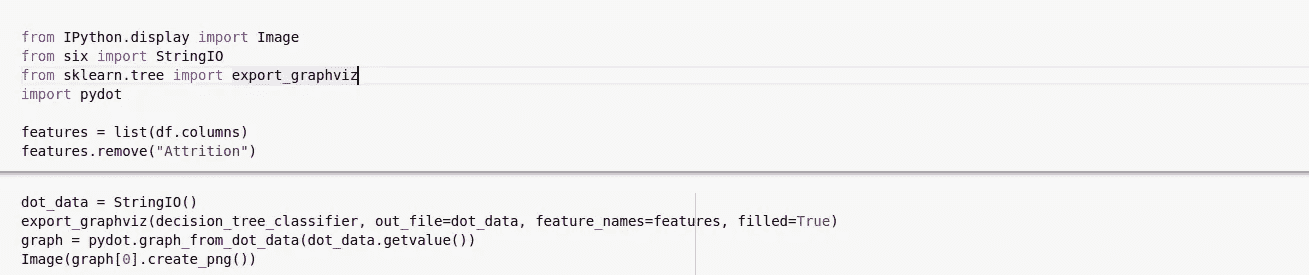 from IPython.display import Image
from six import StringIO
from sklearn.tree import export_graphviz
import pydot
features = list(df.columns)
features.remove("Attrition")
dot_data = StringIO()
export_graphviz(decision_tree_classifier, out_file=dot_data, feature_names=features, filled=True)
graph = pydot.graph_from_dot_data(dot_data.getvalue())
Image(graph[0].create_png())